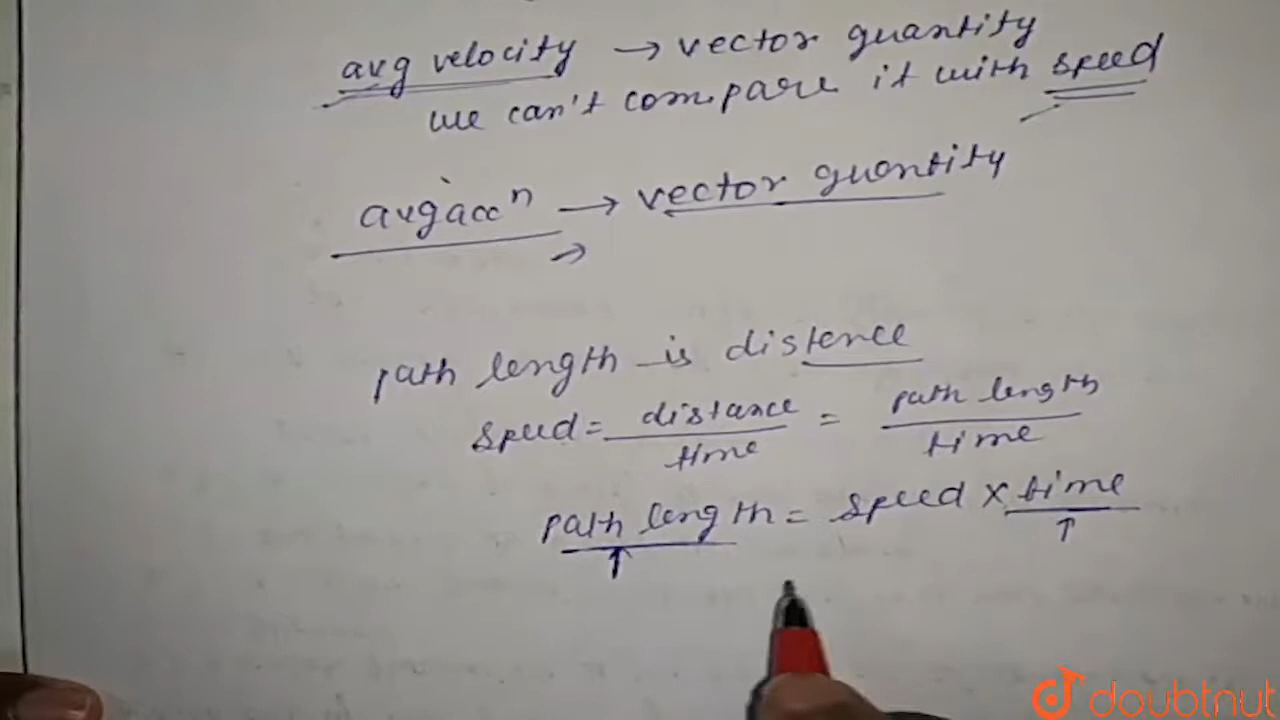 avg velocity → vector quantity
we can't compare it with speed
avg accⁿ → vector quantity
→
path length is distence
speed = distance/time = path length/time
path length = speed × time
↑ ↑
doubtnut